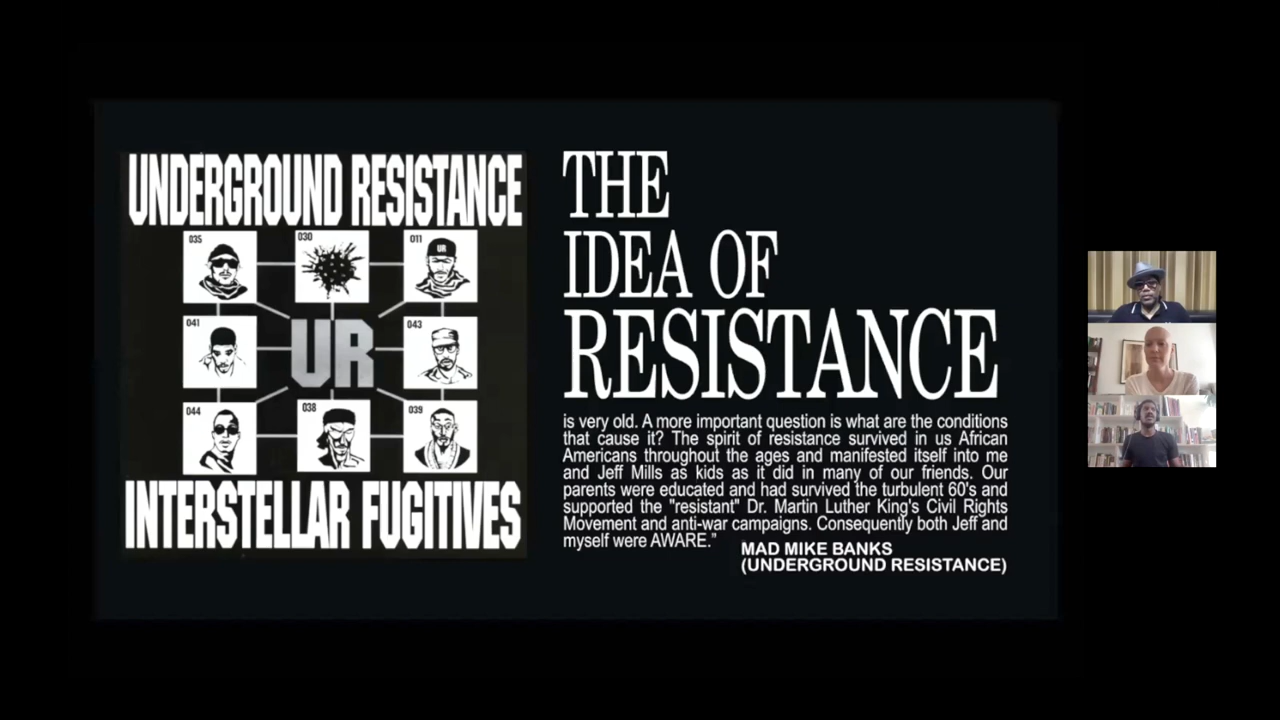 UNDERGROUND RESISTANCE
035
030
011
UR
041
UR
043
044
038
039
INTERSTELLAR FUGITIVES
THE
IDEA OF
RESISTANCE
is very old. A more important question is what are the conditions
that cause it? The spirit of resistance survived in us African
Americans throughout the ages and manifested itself into me
and Jeff Mills as kids as it did in many of our friends. Our
parents were educated and had survived the turbulent 60's and
supported the "resistant" Dr. Martin Luther King's Civil Rights
Movement and anti-war campaigns. Consequently both Jeff and
myself were AWARE.”
MAD MIKE BANKS
(UNDERGROUND RESISTANCE)